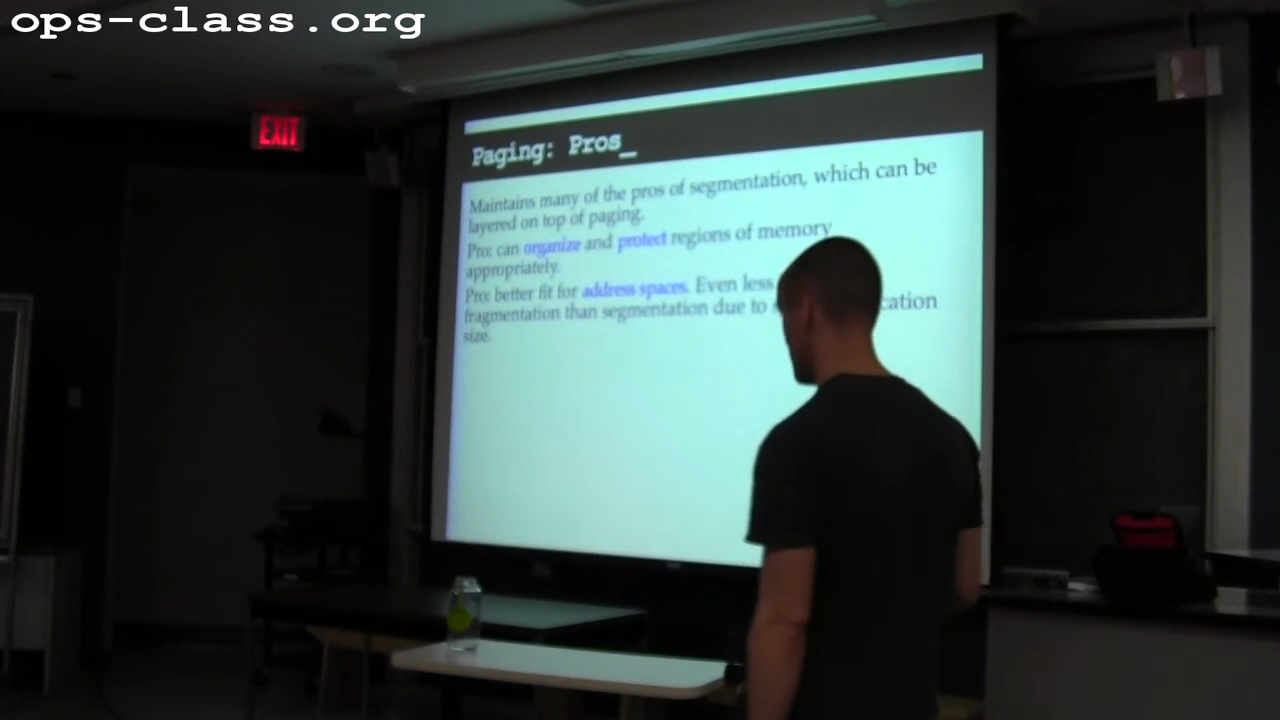 ops-class.org
EXIT
Paging: Pros_
Maintains many of the pros of segmentation, which can be
layered on top of paging.
Pro: can organize and protect regions of memory
appropriately.
Pro: better fit for address spaces. Even less
fragmentation than segmentation due to cation
size.